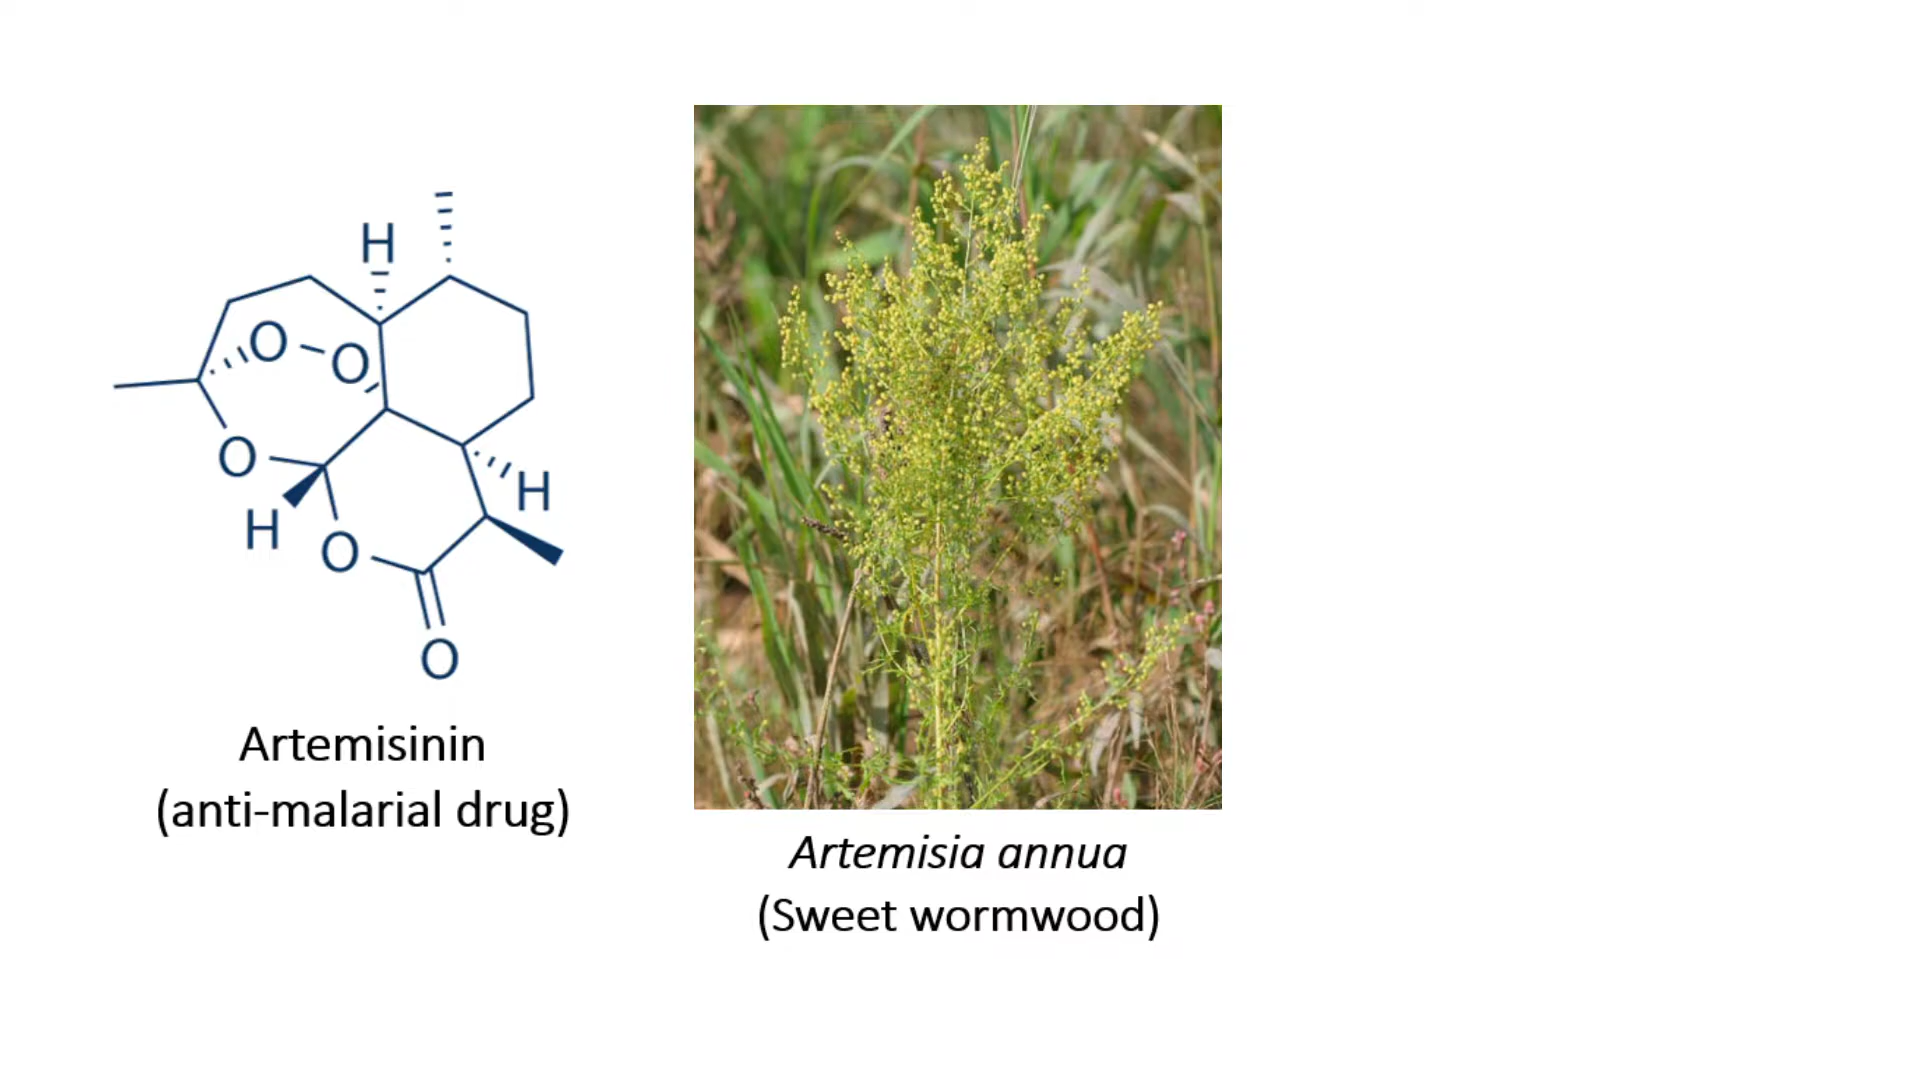 H
O
O
O
H
H
O
O
Artemisinin
(anti-malarial drug)
Artemisia annua
(Sweet wormwood)